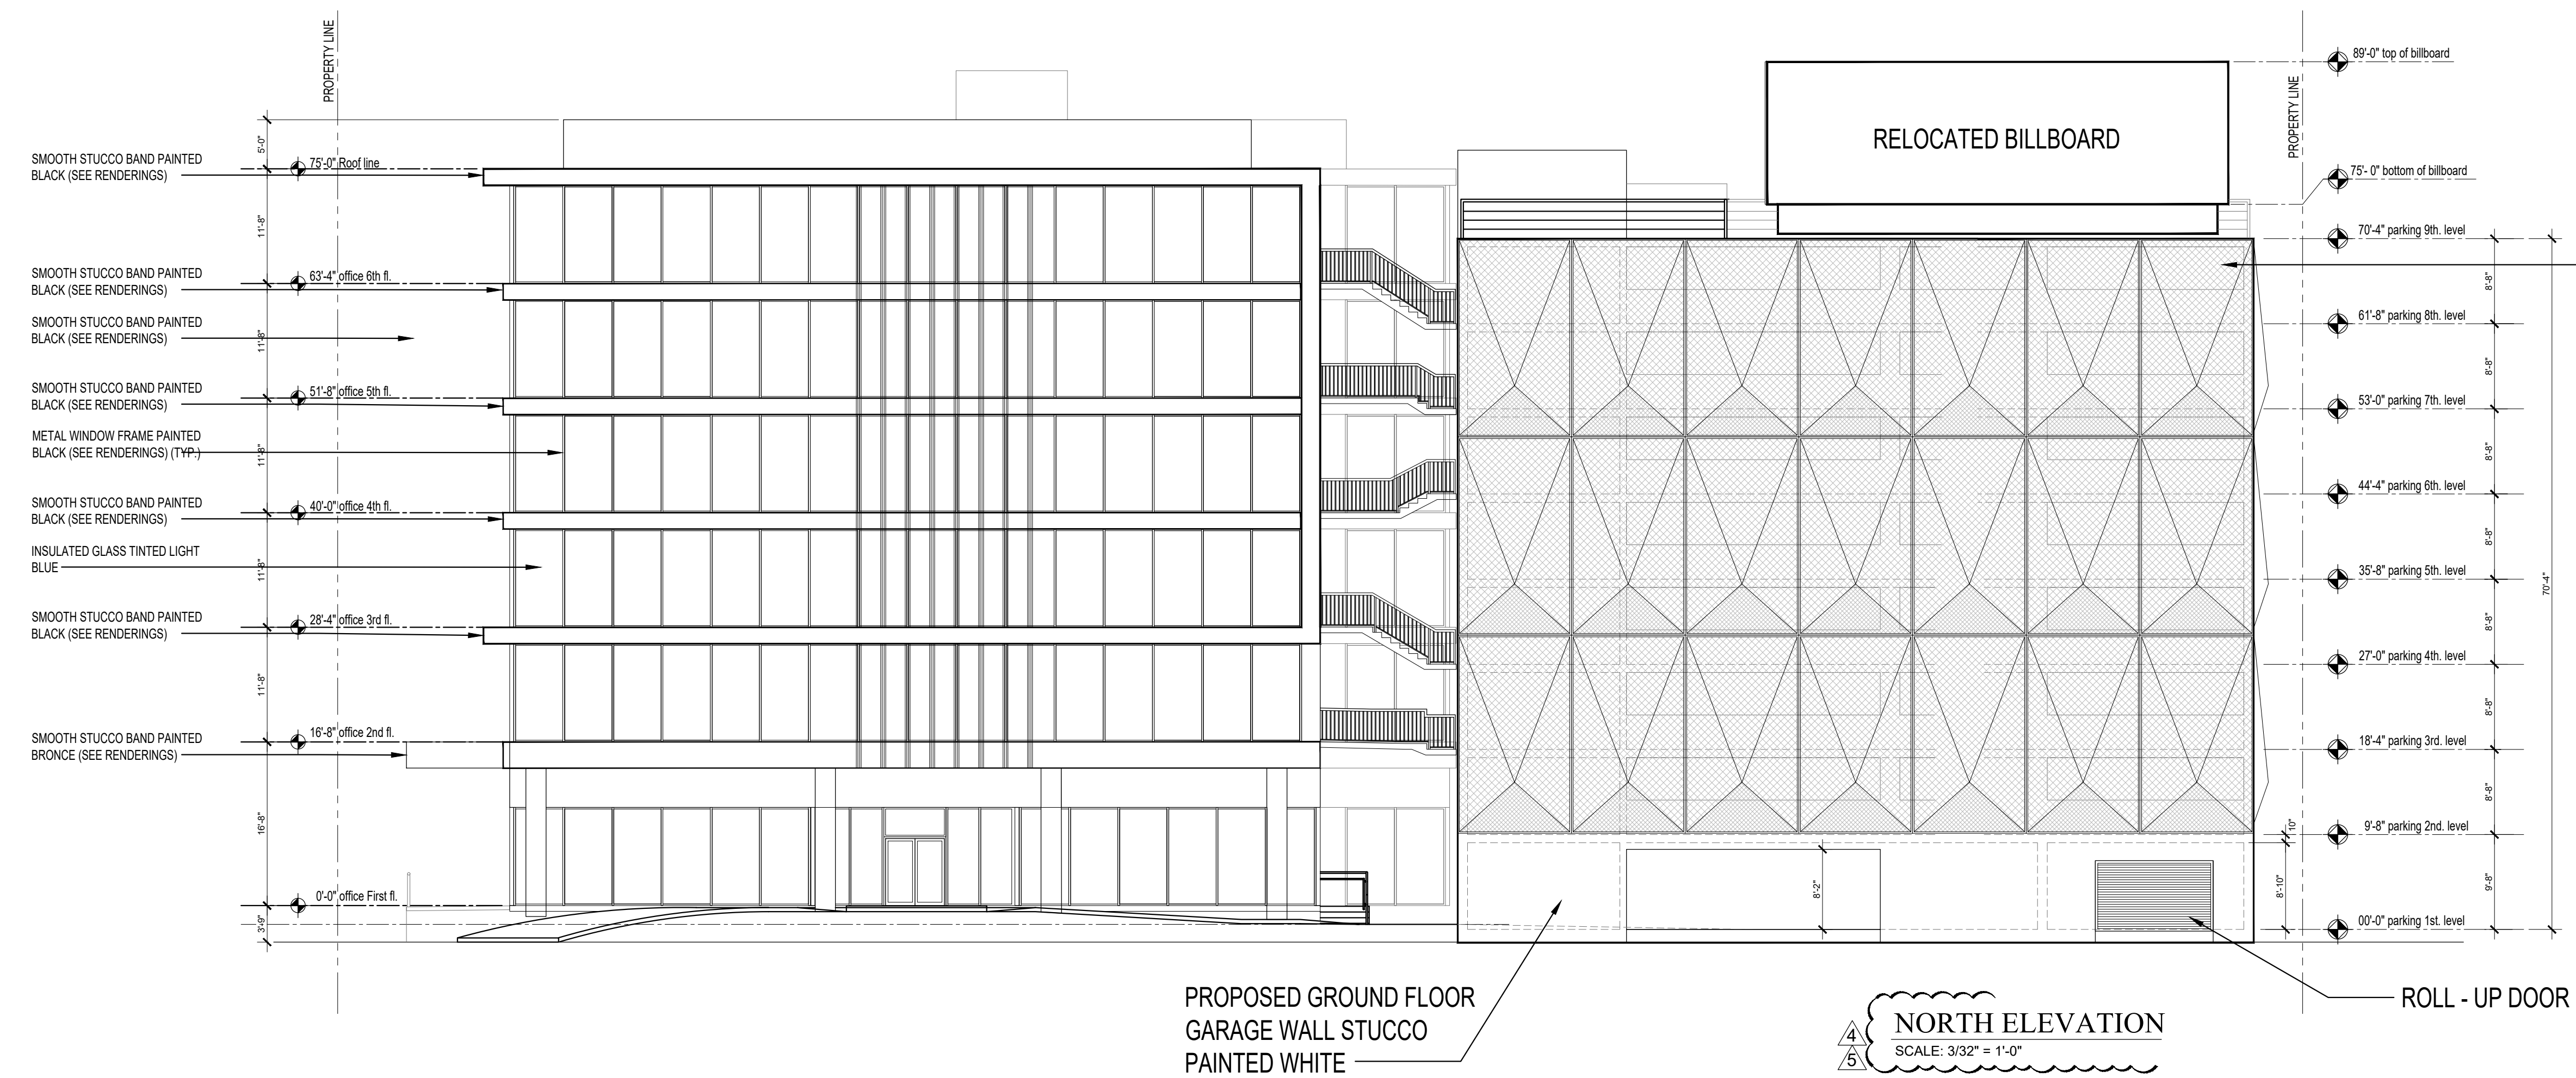 PROPERTY LINE
89'-0" top of billboard
PROPERTY LINE
RELOCATED BILLBOARD
5'-0"
SMOOTH STUCCO BAND PAINTED
BLACK (SEE RENDERINGS)
75'-0" Roof line
75'- 0" bottom of billboard
11'-8"
70'-4" parking 9th. level
SMOOTH STUCCO BAND PAINTED
BLACK (SEE RENDERINGS)
63'-4" office 6th fl.
8'-8"
SMOOTH STUCCO BAND PAINTED
BLACK (SEE RENDERINGS)
11'-8"
61'-8" parking 8th. level
8'-8"
SMOOTH STUCCO BAND PAINTED
BLACK (SEE RENDERINGS)
51'-8" office 5th fl.
53'-0" parking 7th. level
METAL WINDOW FRAME PAINTED
BLACK (SEE RENDERINGS) (TYP.)
11'-8"
8'-8"
44'-4" parking 6th. level
SMOOTH STUCCO BAND PAINTED
BLACK (SEE RENDERINGS)
40'-0" office 4th fl.
8'-8"
INSULATED GLASS TINTED LIGHT
BLUE
11'-8"
35'-8" parking 5th. level
70'-4"
SMOOTH STUCCO BAND PAINTED
BLACK (SEE RENDERINGS)
28'-4" office 3rd fl.
8'-8"
27'-0" parking 4th. level
11'-8"
8'-8"
SMOOTH STUCCO BAND PAINTED
BRONCE (SEE RENDERINGS)
16'-8" office 2nd fl.
18'-4" parking 3rd. level
8'-8"
16'-8"
9'-8" parking 2nd. level
10"
8'-2"
8'-10"
9'-8"
0'-0" office First fl.
3'-9"
00'-0" parking 1st. level
PROPOSED GROUND FLOOR
GARAGE WALL STUCCO
PAINTED WHITE
ROLL - UP DOOR
4
5
NORTH ELEVATION
SCALE: 3/32" = 1'-0"